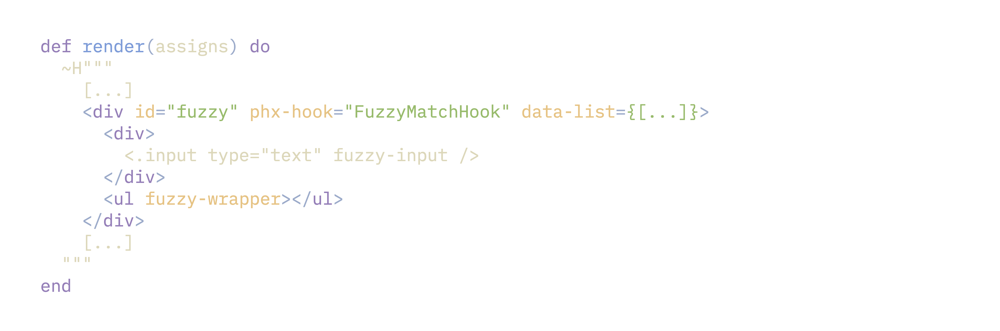 def render(assigns) do
  ~H"""
    [...]
    <div id="fuzzy" phx-hook="FuzzyMatchHook" data-list={[...]}>
      <div>
        <.input type="text" fuzzy-input />
      </div>
      <ul fuzzy-wrapper></ul>
    </div>
    [...]
  """
end